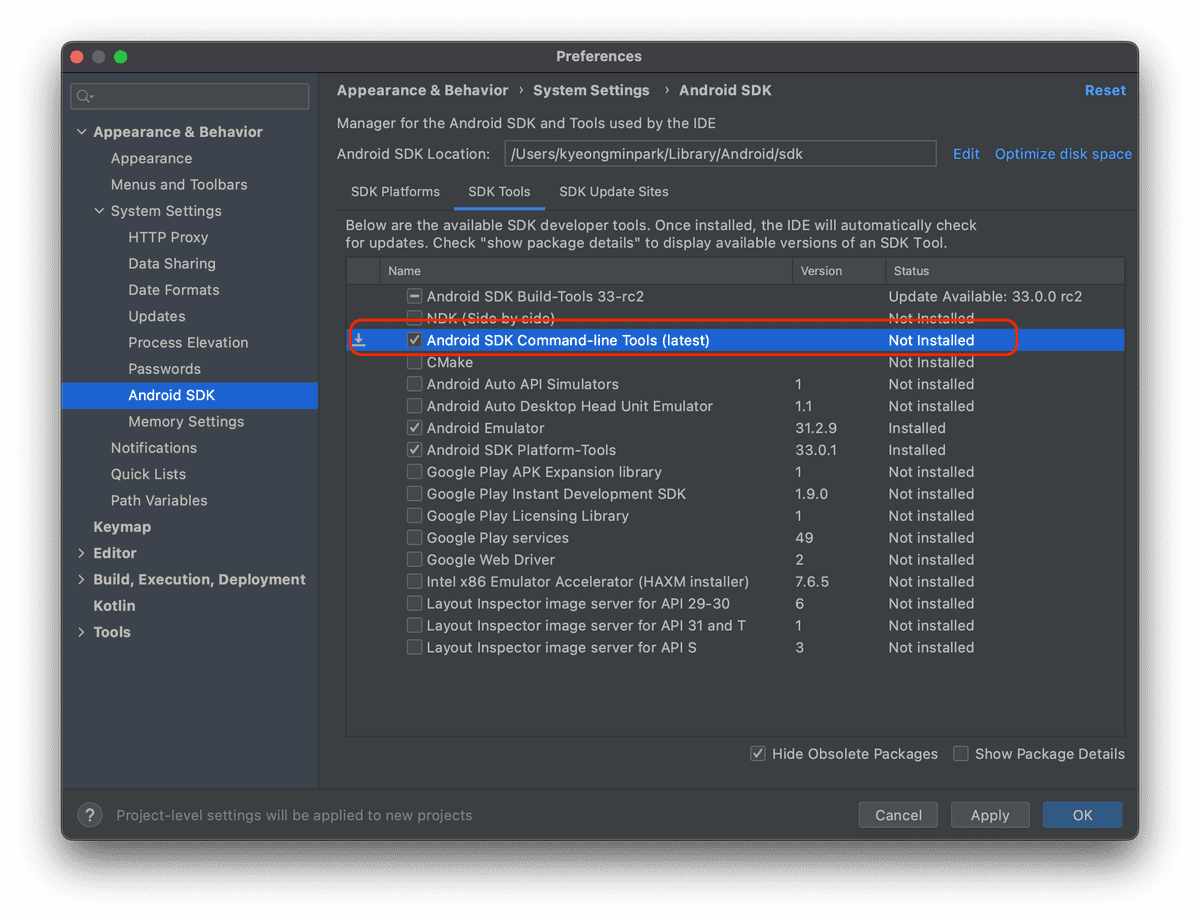 Preferences
Appearance & Behavior
Appearance
Menus and Toolbars
System Settings
HTTP Proxy
Data Sharing
Date Formats
Updates
Process Elevation
Passwords
Android SDK
Memory Settings
Notifications
Quick Lists
Path Variables
Keymap
Editor
Build, Execution, Deployment
Kotlin
Tools
Appearance & Behavior › System Settings › Android SDK Reset
Manager for the Android SDK and Tools used by the IDE
Android SDK Location: /Users/kyeongminpark/Library/Android/sdk Edit Optimize disk space
SDK Platforms SDK Tools SDK Update Sites
Below are the available SDK developer tools. Once installed, the IDE will automatically check
for updates. Check "show package details" to display available versions of an SDK Tool.
Name Version Status
Android SDK Build-Tools 33-rc2 Update Available: 33.0.0 rc2
NDK (Side by side) Not Installed
Android SDK Command-line Tools (latest) Not Installed
CMake Not Installed
Android Auto API Simulators 1 Not installed
Android Auto Desktop Head Unit Emulator 1.1 Not installed
Android Emulator 31.2.9 Installed
Android SDK Platform-Tools 33.0.1 Installed
Google Play APK Expansion library 1 Not installed
Google Play Instant Development SDK 1.9.0 Not installed
Google Play Licensing Library 1 Not installed
Google Play services 49 Not installed
Google Web Driver 2 Not installed
Intel x86 Emulator Accelerator (HAXM installer) 7.6.5 Not installed
Layout Inspector image server for API 29-30 6 Not installed
Layout Inspector image server for API 31 and T 1 Not installed
Layout Inspector image server for API S 3 Not installed
Hide Obsolete Packages Show Package Details
? Project-level settings will be applied to new projects Cancel Apply OK